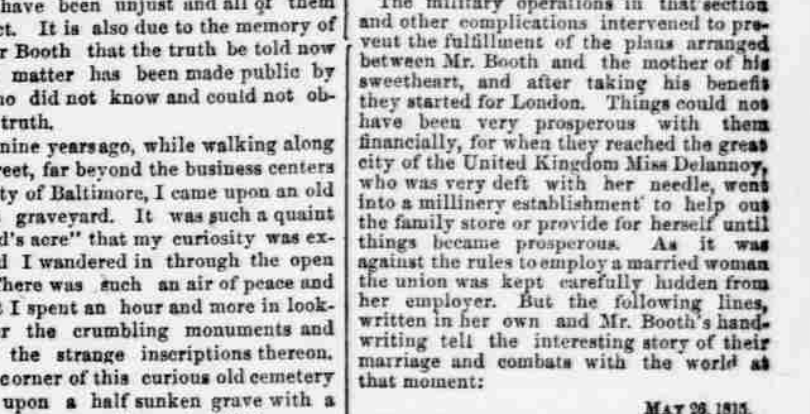 have been unjust and all of them
ct. It is also due to the memory of
r Booth that the truth be told now
matter has been made public by
ho did not know and could not ob-
truth.
nine years ago, while walking along
reet, far beyond the business centers
ty of Baltimore, I came upon an old
graveyard. It was such a quaint
d's acre" that my curiosity was ex-
d I wandered in through the open
There was such an air of peace and
t I spent an hour and more in look-
r the crumbling monuments and
the strange inscriptions thereon.
corner of this curious old cemetery
upon a half sunken grave with a
The military operations in that section
and other complications intervened to pre-
vent the fulfillment of the plans arranged
between Mr. Booth and the mother of his
sweetheart, and after taking his benefit
they started for London. Things could not
have been very prosperous with them
financially, for when they reached the great
city of the United Kingdom Miss Delannoy,
who was very deft with her needle, went
into a millinery establishment to help out
the family store or provide for herself until
things became prosperous. As it was
against the rules to employ a married woman
the union was kept carefully hidden from
her employer. But the following lines,
written in her own and Mr. Booth's hand-
writing tell the interesting story of their
marriage and combats with the world at
that moment:
MAY 26, 1815.